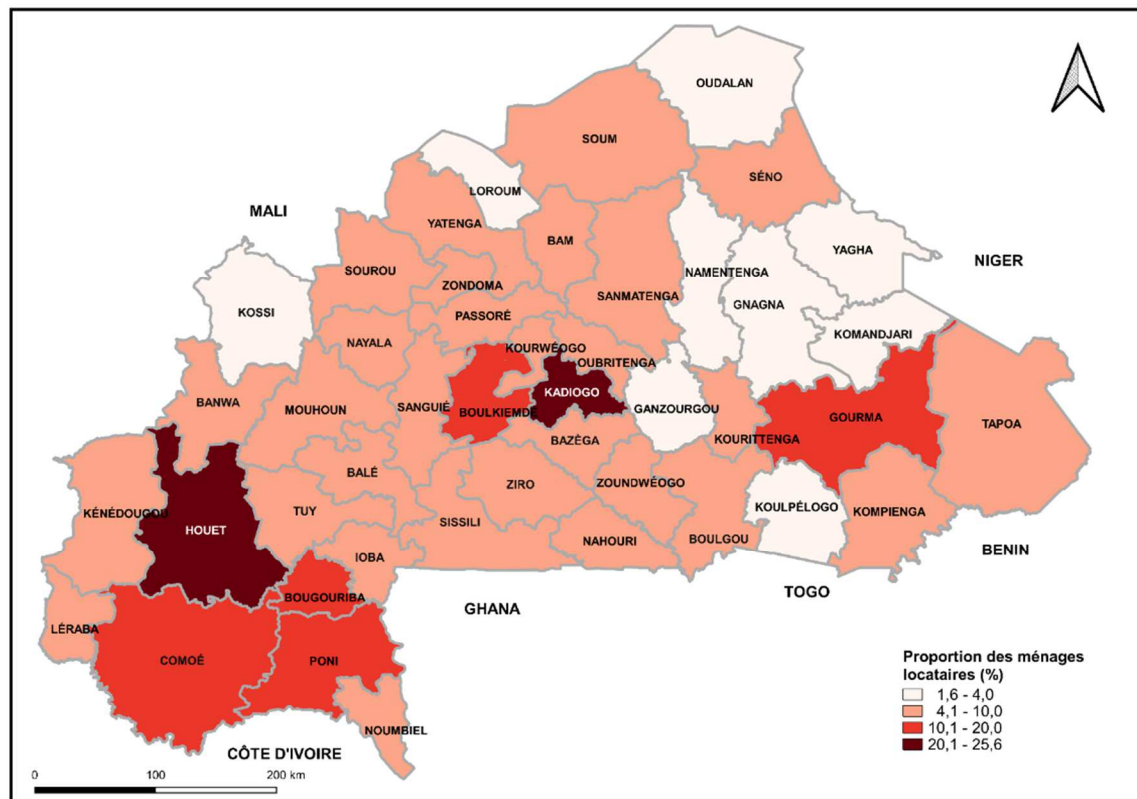 OUDALAN
SOUM
SÉNO
LOROUM
MALI
YATENGA
BAM
YAGHA
NIGER
SOUROU
ZONDOMA
NAMENTENGA
GNAGNA
SANMATENGA
KOSSI
PASSORÉ
KOMANDJARI
NAYALA
KOURWÉOGO
OUBRITENGA
KADIOGO
BANWA
MOUHOUN
SANGUIÉ
BOULKIEMDE
GANZOURGOU
GOURMA
TAPOA
BAZÈGA
KOURITTENGA
BALÉ
ZIRO
ZOUNDWÉOGO
KÉNÉDOUGOU
TUY
SISSILI
KOULPÉLOGO
KOMPIENGA
HOUET
NAHOURI
BOULGOU
IOBA
BENIN
BOUGOURIBA
TOGO
GHANA
LÉRABA
COMOÉ
PONI
NOUMBIEL
CÔTE D'IVOIRE
Proportion des ménages
locataires (%)
1,6 - 4,0
4,1 - 10,0
10,1 - 20,0
20,1 - 25,6
0 100 200 km